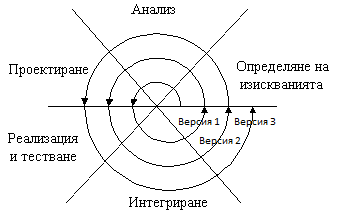 Анализ
Проектиране
Определяне на
изискванията
Версия 1
Версия 3
Версия 2
Реализация
и тестване
Интегриране